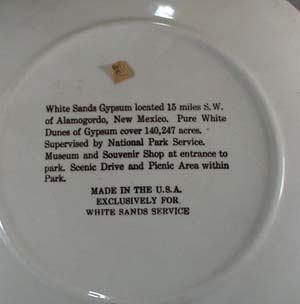 White Sands Gypsum located 15 miles S.W.
of Alamogordo, New Mexico. Pure White
Dunes of Gypsum cover 140,247 acres.
Supervised by National Park Service.
Museum and Souvenir Shop at entrance to
park. Scenic Drive and Picnic Area within
Park.
MADE IN THE U.S.A.
EXCLUSIVELY FOR
WHITE SANDS SERVICE